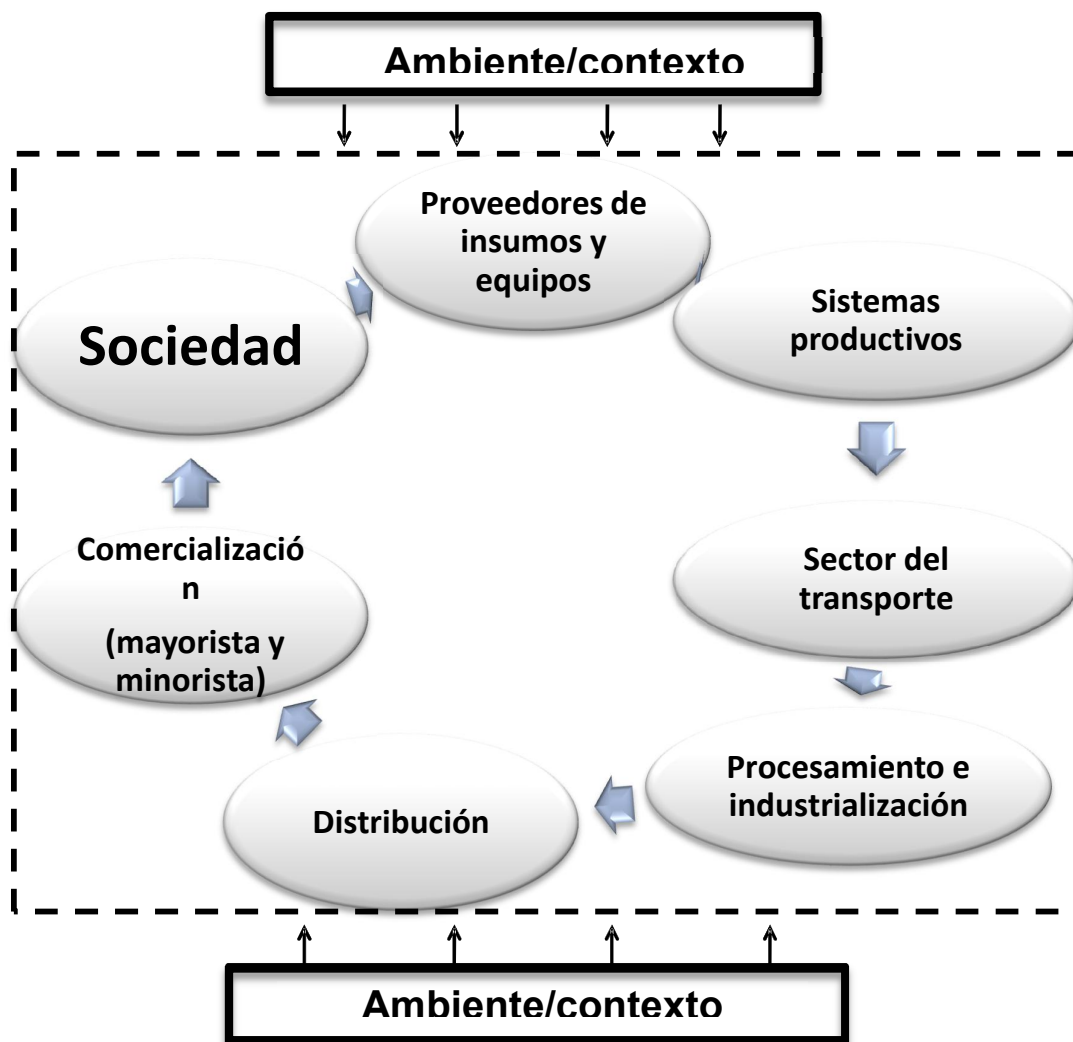 Ambiente/contexto
Proveedores de
insumos y
equipos
Sistemas
productivos
Sociedad
Sector del
transporte
Comercializació
n
(mayorista y
minorista)
Procesamiento e
industrialización
Distribución
Ambiente/contexto